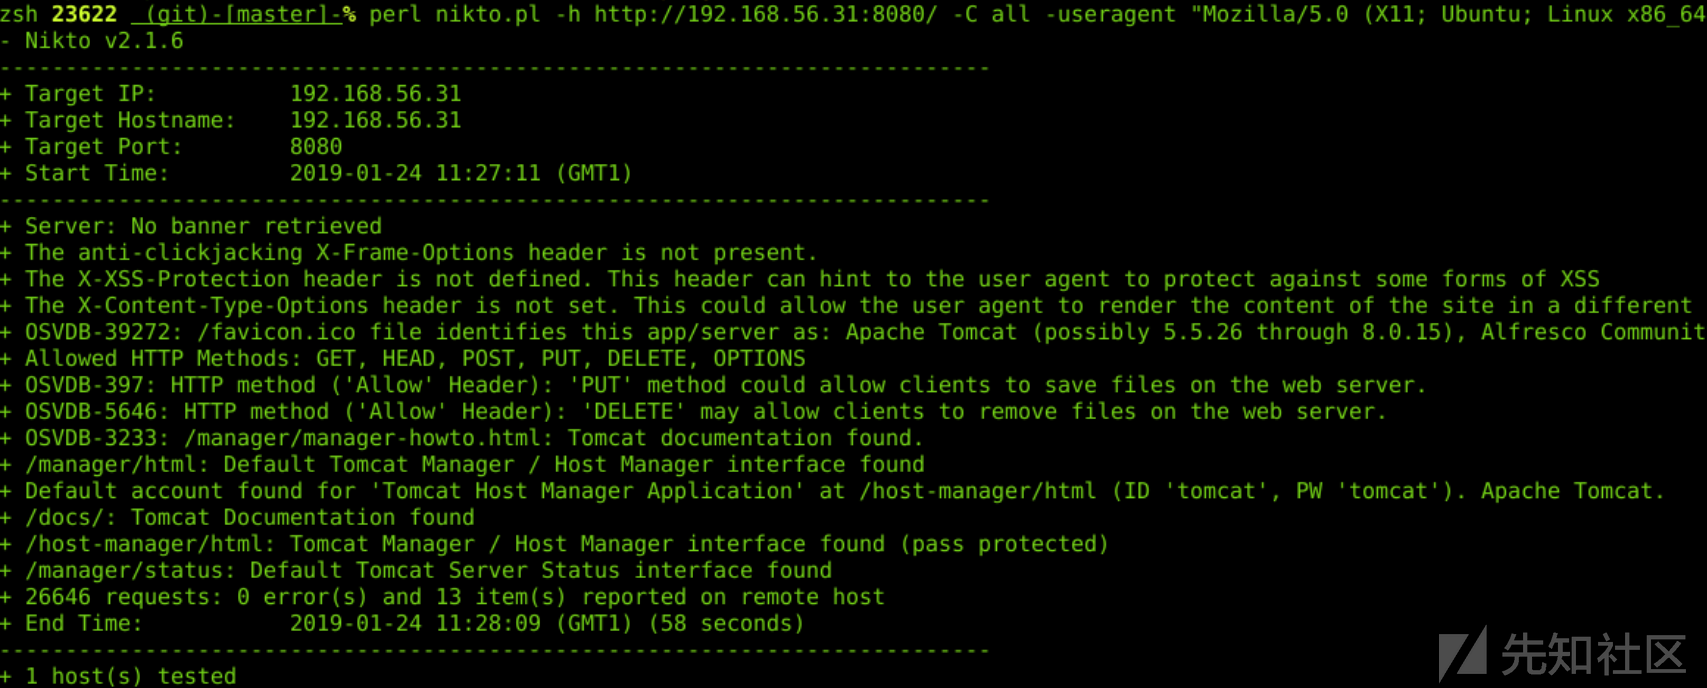 zsh 23622 (git)-[master]-% perl nikto.pl -h http://192.168.56.31:8080/ -C all -useragent "Mozilla/5.0 (X11; Ubuntu; Linux x86_64
- Nikto v2.1.6
---------------------------------------------------------------------------
+ Target IP:          192.168.56.31
+ Target Hostname:    192.168.56.31
+ Target Port:        8080
+ Start Time:         2019-01-24 11:27:11 (GMT1)
---------------------------------------------------------------------------
+ Server: No banner retrieved
+ The anti-clickjacking X-Frame-Options header is not present.
+ The X-XSS-Protection header is not defined. This header can hint to the user agent to protect against some forms of XSS
+ The X-Content-Type-Options header is not set. This could allow the user agent to render the content of the site in a different
+ OSVDB-39272: /favicon.ico file identifies this app/server as: Apache Tomcat (possibly 5.5.26 through 8.0.15), Alfresco Communit
+ Allowed HTTP Methods: GET, HEAD, POST, PUT, DELETE, OPTIONS
+ OSVDB-397: HTTP method ('Allow' Header): 'PUT' method could allow clients to save files on the web server.
+ OSVDB-5646: HTTP method ('Allow' Header): 'DELETE' may allow clients to remove files on the web server.
+ OSVDB-3233: /manager/manager-howto.html: Tomcat documentation found.
+ /manager/html: Default Tomcat Manager / Host Manager interface found
+ Default account found for 'Tomcat Host Manager Application' at /host-manager/html (ID 'tomcat', PW 'tomcat'). Apache Tomcat.
+ /docs/: Tomcat Documentation found
+ /host-manager/html: Tomcat Manager / Host Manager interface found (pass protected)
+ /manager/status: Default Tomcat Server Status interface found
+ 26646 requests: 0 error(s) and 13 item(s) reported on remote host
+ End Time:           2019-01-24 11:28:09 (GMT1) (58 seconds)
---------------------------------------------------------------------------
+ 1 host(s) tested
先知社区